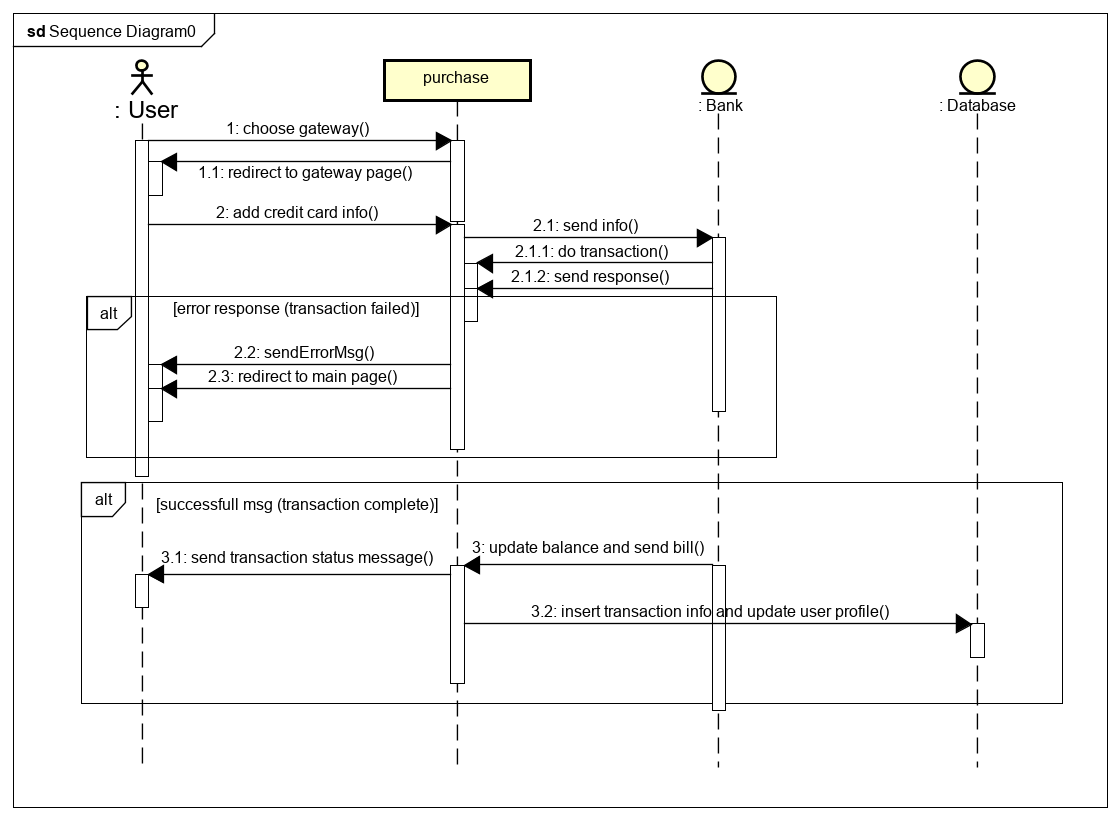 sd Sequence Diagram0
: User
purchase
: Bank
: Database
1: choose gateway()
1.1: redirect to gateway page()
2: add credit card info()
2.1: send info()
2.1.1: do transaction()
2.1.2: send response()
alt
[error response (transaction failed)]
2.2: sendErrorMsg()
2.3: redirect to main page()
alt
[successfull msg (transaction complete)]
3: update balance and send bill()
3.1: send transaction status message()
3.2: insert transaction info and update user profile()